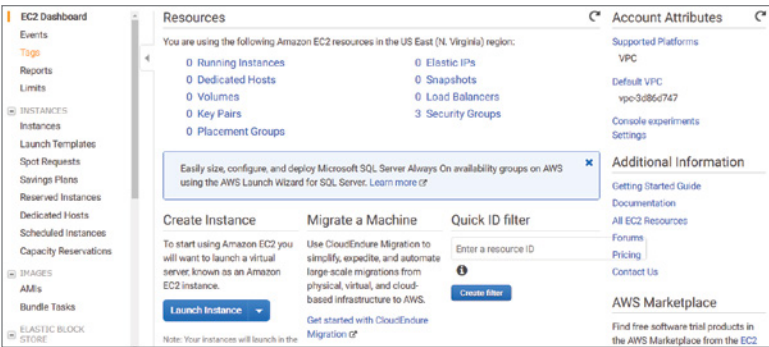 EC2 Dashboard
Events
Tags
Reports
Limits
INSTANCES
Instances
Launch Templates
Spot Requests
Savings Plans
Reserved Instances
Dedicated Hosts
Scheduled Instances
Capacity Reservations
IMAGES
AMIs
Bundle Tasks
ELASTIC BLOCK
STORE
Resources
You are using the following Amazon EC2 resources in the US East (N. Virginia) region:
0 Running Instances
0 Dedicated Hosts
0 Volumes
0 Key Pairs
0 Placement Groups
0 Elastic IPs
0 Snapshots
0 Load Balancers
3 Security Groups
Easily size, configure, and deploy Microsoft SQL Server Always On availability groups on AWS
using the AWS Launch Wizard for SQL Server. Learn more
Create Instance
To start using Amazon EC2 you
will want to launch a virtual
server, known as an Amazon
EC2 instance.
Launch Instance
Note: Your instances will launch in the
Migrate a Machine
Use CloudEndure Migration to
simplify, expedite, and automate
large-scale migrations from
physical, virtual, and cloud-
based infrastructure to AWS.
Get started with CloudEndure
Migration
Quick ID filter
Enter a resource ID
Create filter
Account Attributes
Supported Platforms
VPC
Default VPC
vpc-3d86d747
Console experiments
Settings
Additional Information
Getting Started Guide
Documentation
All EC2 Resources
Forums
Pricing
Contact Us
AWS Marketplace
Find free software trial products in
the AWS Marketplace from the EC2